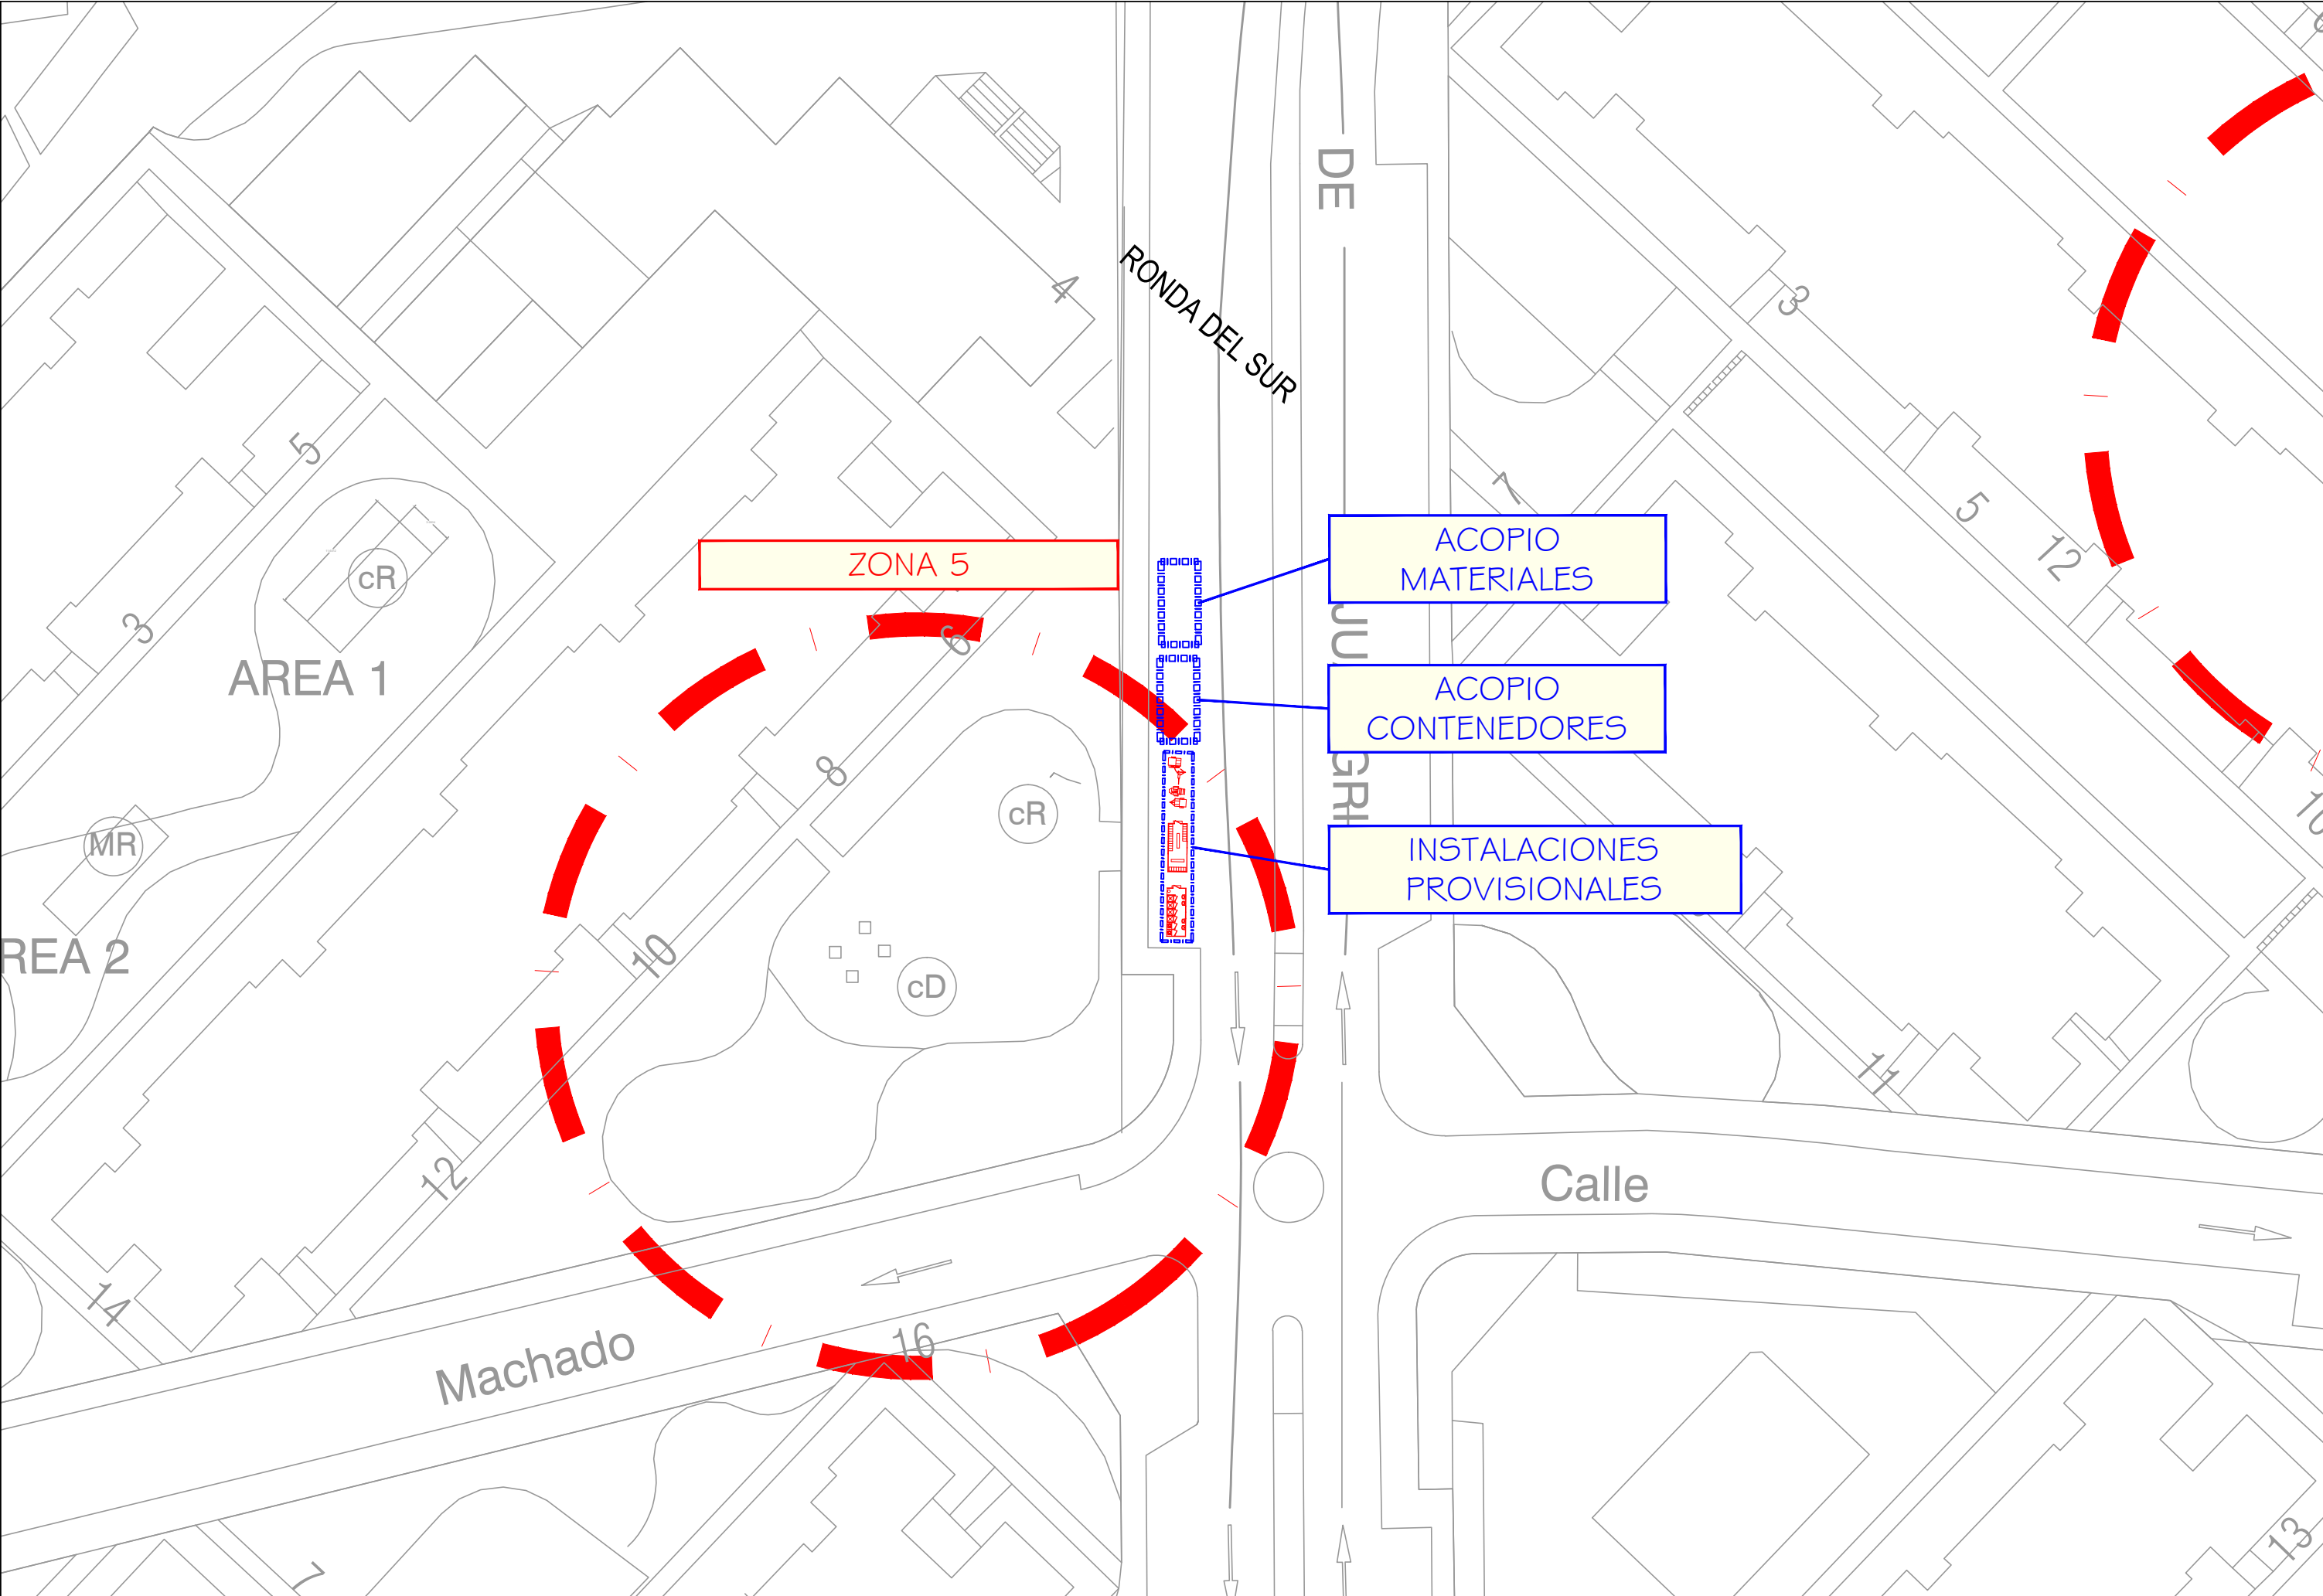 DE
RONDA DEL SUR
4
3
5
7
5
12
ZONA 5
ACOPIO
MATERIALES
cR
3
AREA 1
6
JU
ACOPIO
CONTENEDORES
8
GRI
cR
MR
10
INSTALACIONES
PROVISIONALES
REA 2
10
cD
11
12
Calle
14
16
Machado
7
13